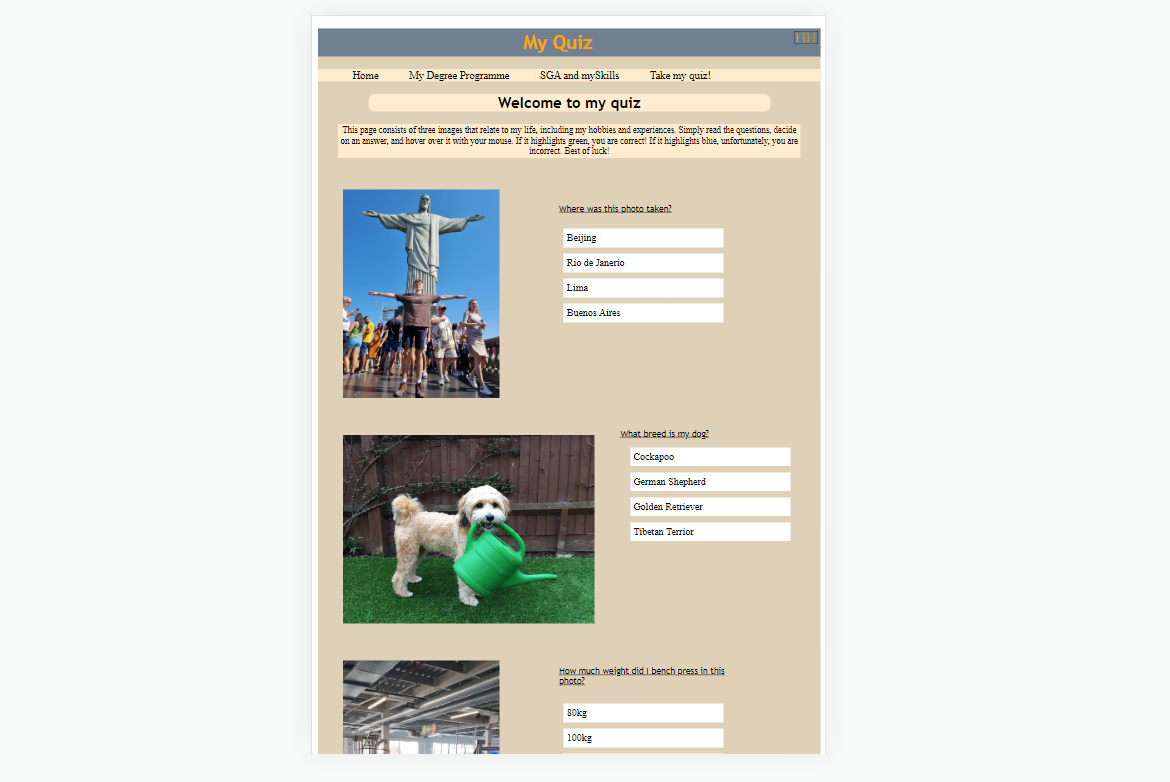 My Quiz
Home My Degree Programme SGA and mySkills Take my quiz!
Welcome to my quiz
This page consists of three images that relate to my life, including my hobbies and experiences. Simply read the questions, decide
on an answer, and hover over it with your mouse. If it highlights green, you are correct! If it highlights blue, unfortunately, you are
incorrect. Best of luck!
Where was this photo taken?
Beijing
Rio de Janerio
Lima
Buenos Aires
What breed is my dog?
Cockapoo
German Shepherd
Golden Retriever
Tibetan Terrior
How much weight did I bench press in this
photo?
80kg
100kg